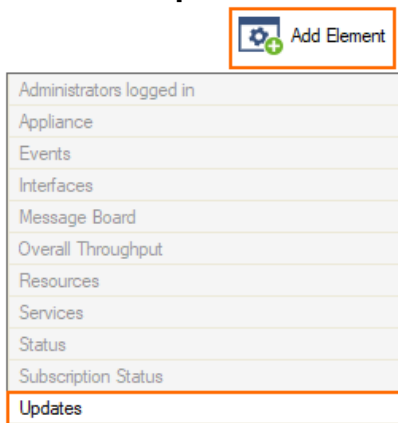 Add Element
Administrators logged in
Appliance
Events
Interfaces
Message Board
Overall Throughput
Resources
Services
Status
Subscription Status
Updates